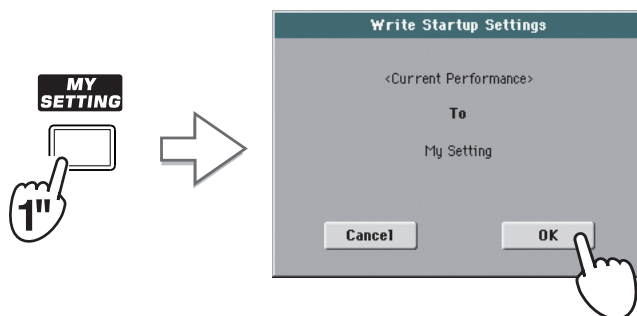 MY
SETTING
1"
Write Startup Settings
<Current Performance>
To
My Setting
Cancel OK